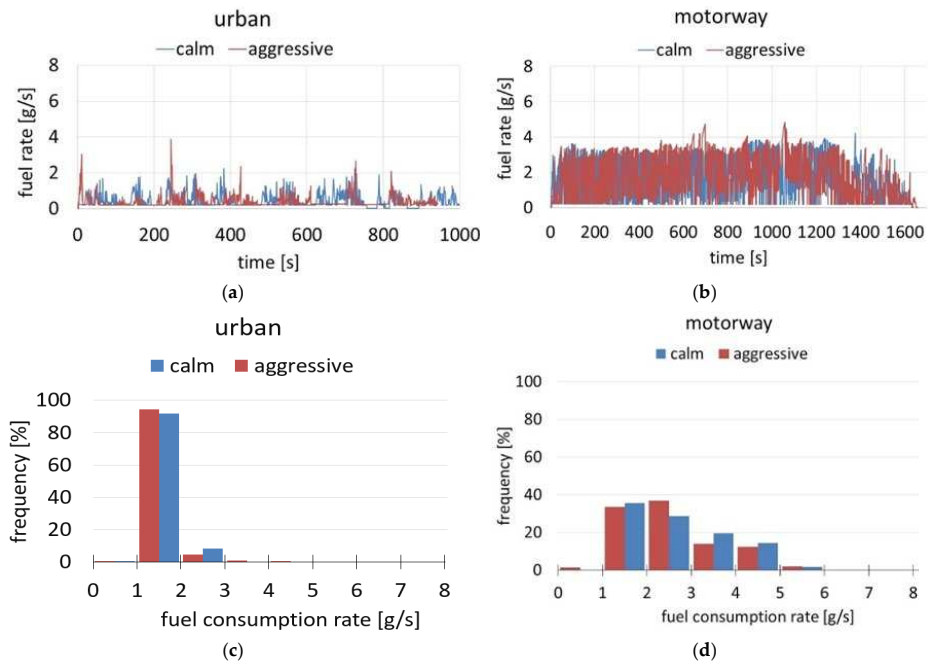 urban
calm aggressive
fuel rate [g/s]
8
6
4
2
0
0 200 400 600 800 1000
time [s]
(a)
motorway
calm aggressive
fuel rate [g/s]
8
6
4
2
0
0 200 400 600 800 1000 1200 1400 1600
time [s]
(b)
urban
calm aggressive
frequency [%]
100
80
60
40
20
0
0 1 2 3 4 5 6 7 8
fuel consumption rate [g/s]
(c)
motorway
calm aggressive
frequency [%]
100
80
60
40
20
0
0 1 2 3 4 5 6 7 8
fuel consumption rate [g/s]
(d)